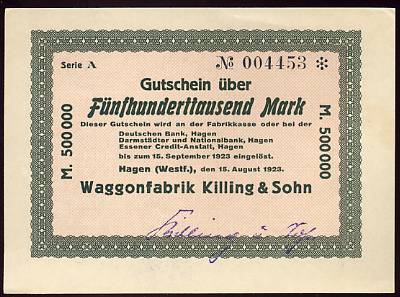 Serie A
№ 004453 ✻
Gutschein über
Fünfhunderttausend Mark
Dieser Gutschein wird an der Fabrikkasse oder bei der
Deutschen Bank, Hagen
Darmstädter und Nationalbank, Hagen
Essener Credit-Anstalt, Hagen
bis zum 15. September 1923 eingelöst.
Hagen (Westf.), den 15. August 1923.
Waggonfabrik Killing & Sohn
Killing u. Sohn
M. 500 000
M. 500 000